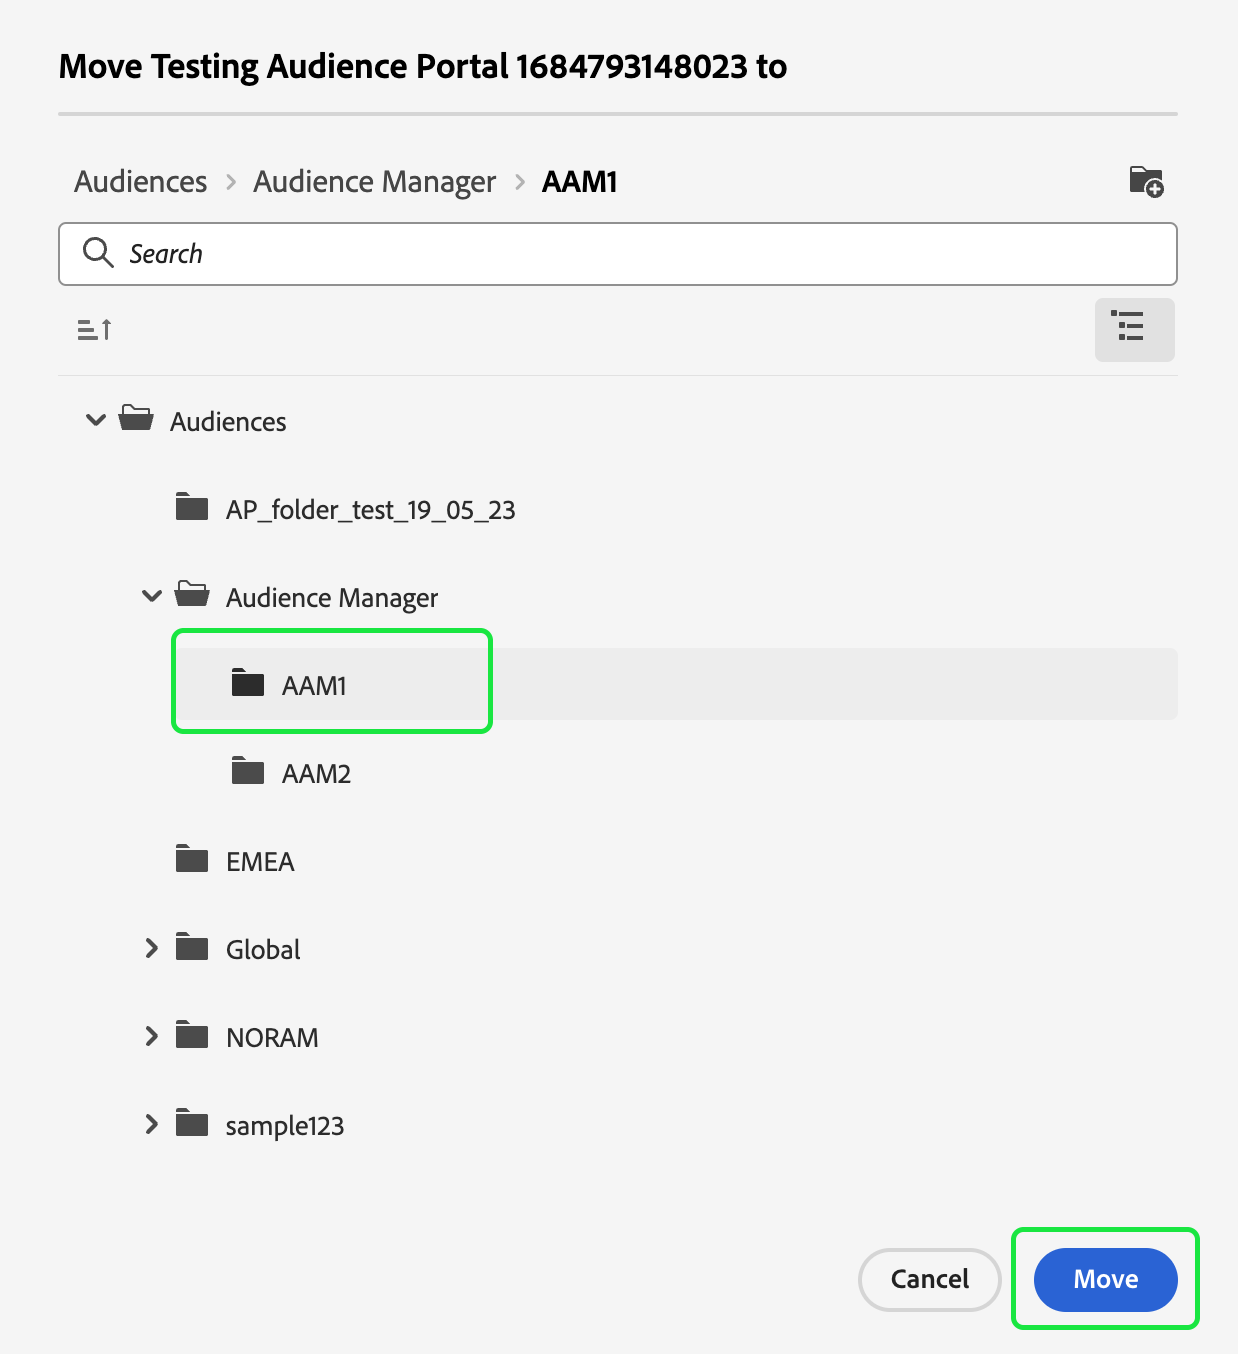 Move Testing Audience Portal 1684793148023 to
Audiences > Audience Manager > AAM1
Search
Audiences
AP_folder_test_19_05_23
Audience Manager
AAM1
AAM2
EMEA
Global
NORAM
sample123
Cancel Move